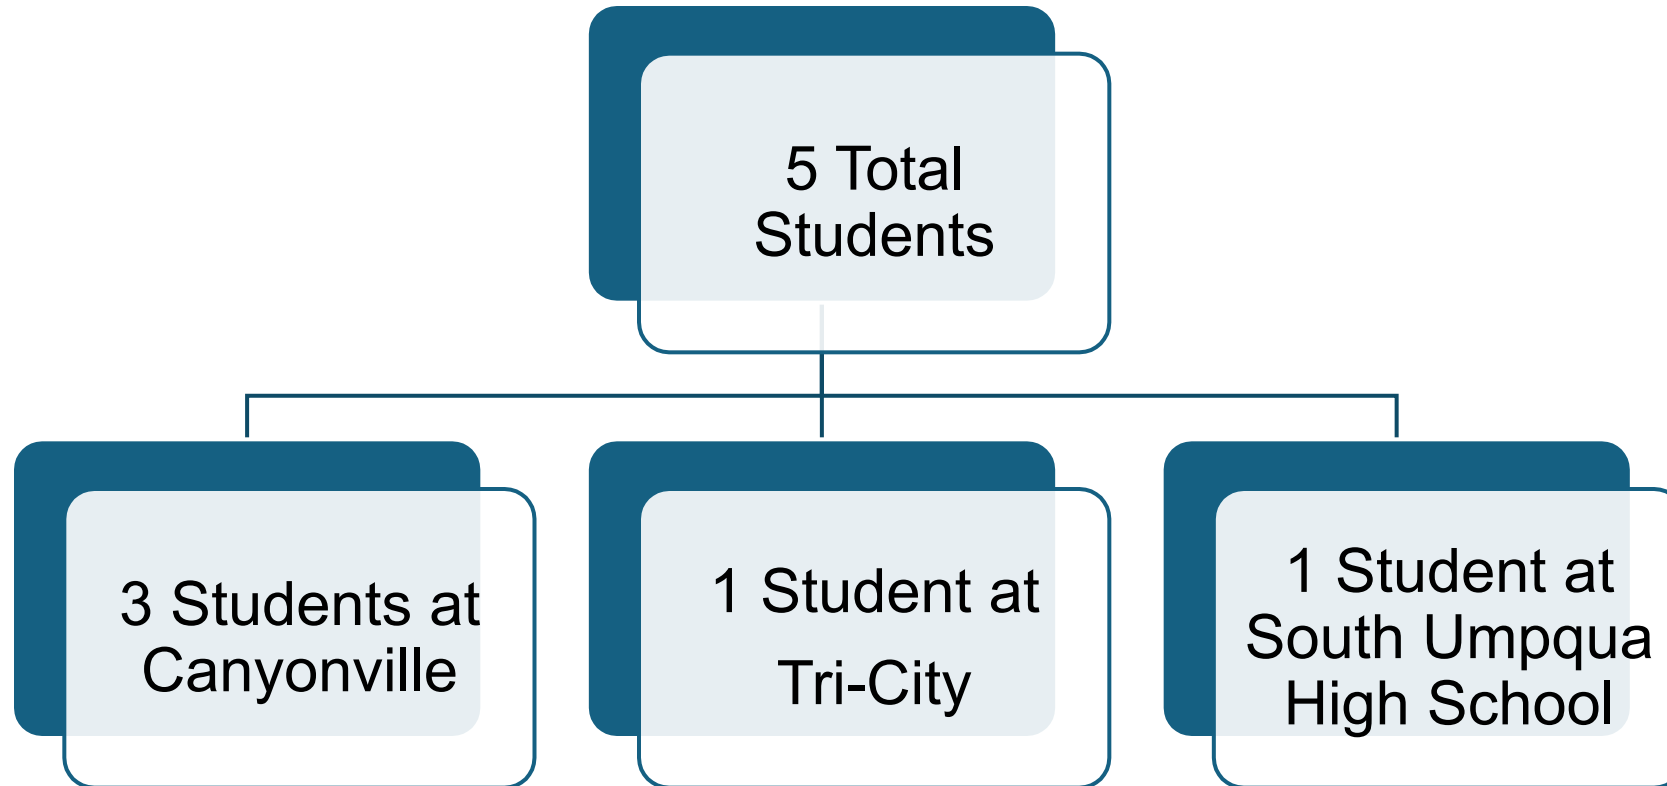 5 Total
Students
3 Students at
Canyonville
1 Student at
Tri-City
1 Student at
South Umpqua
High School